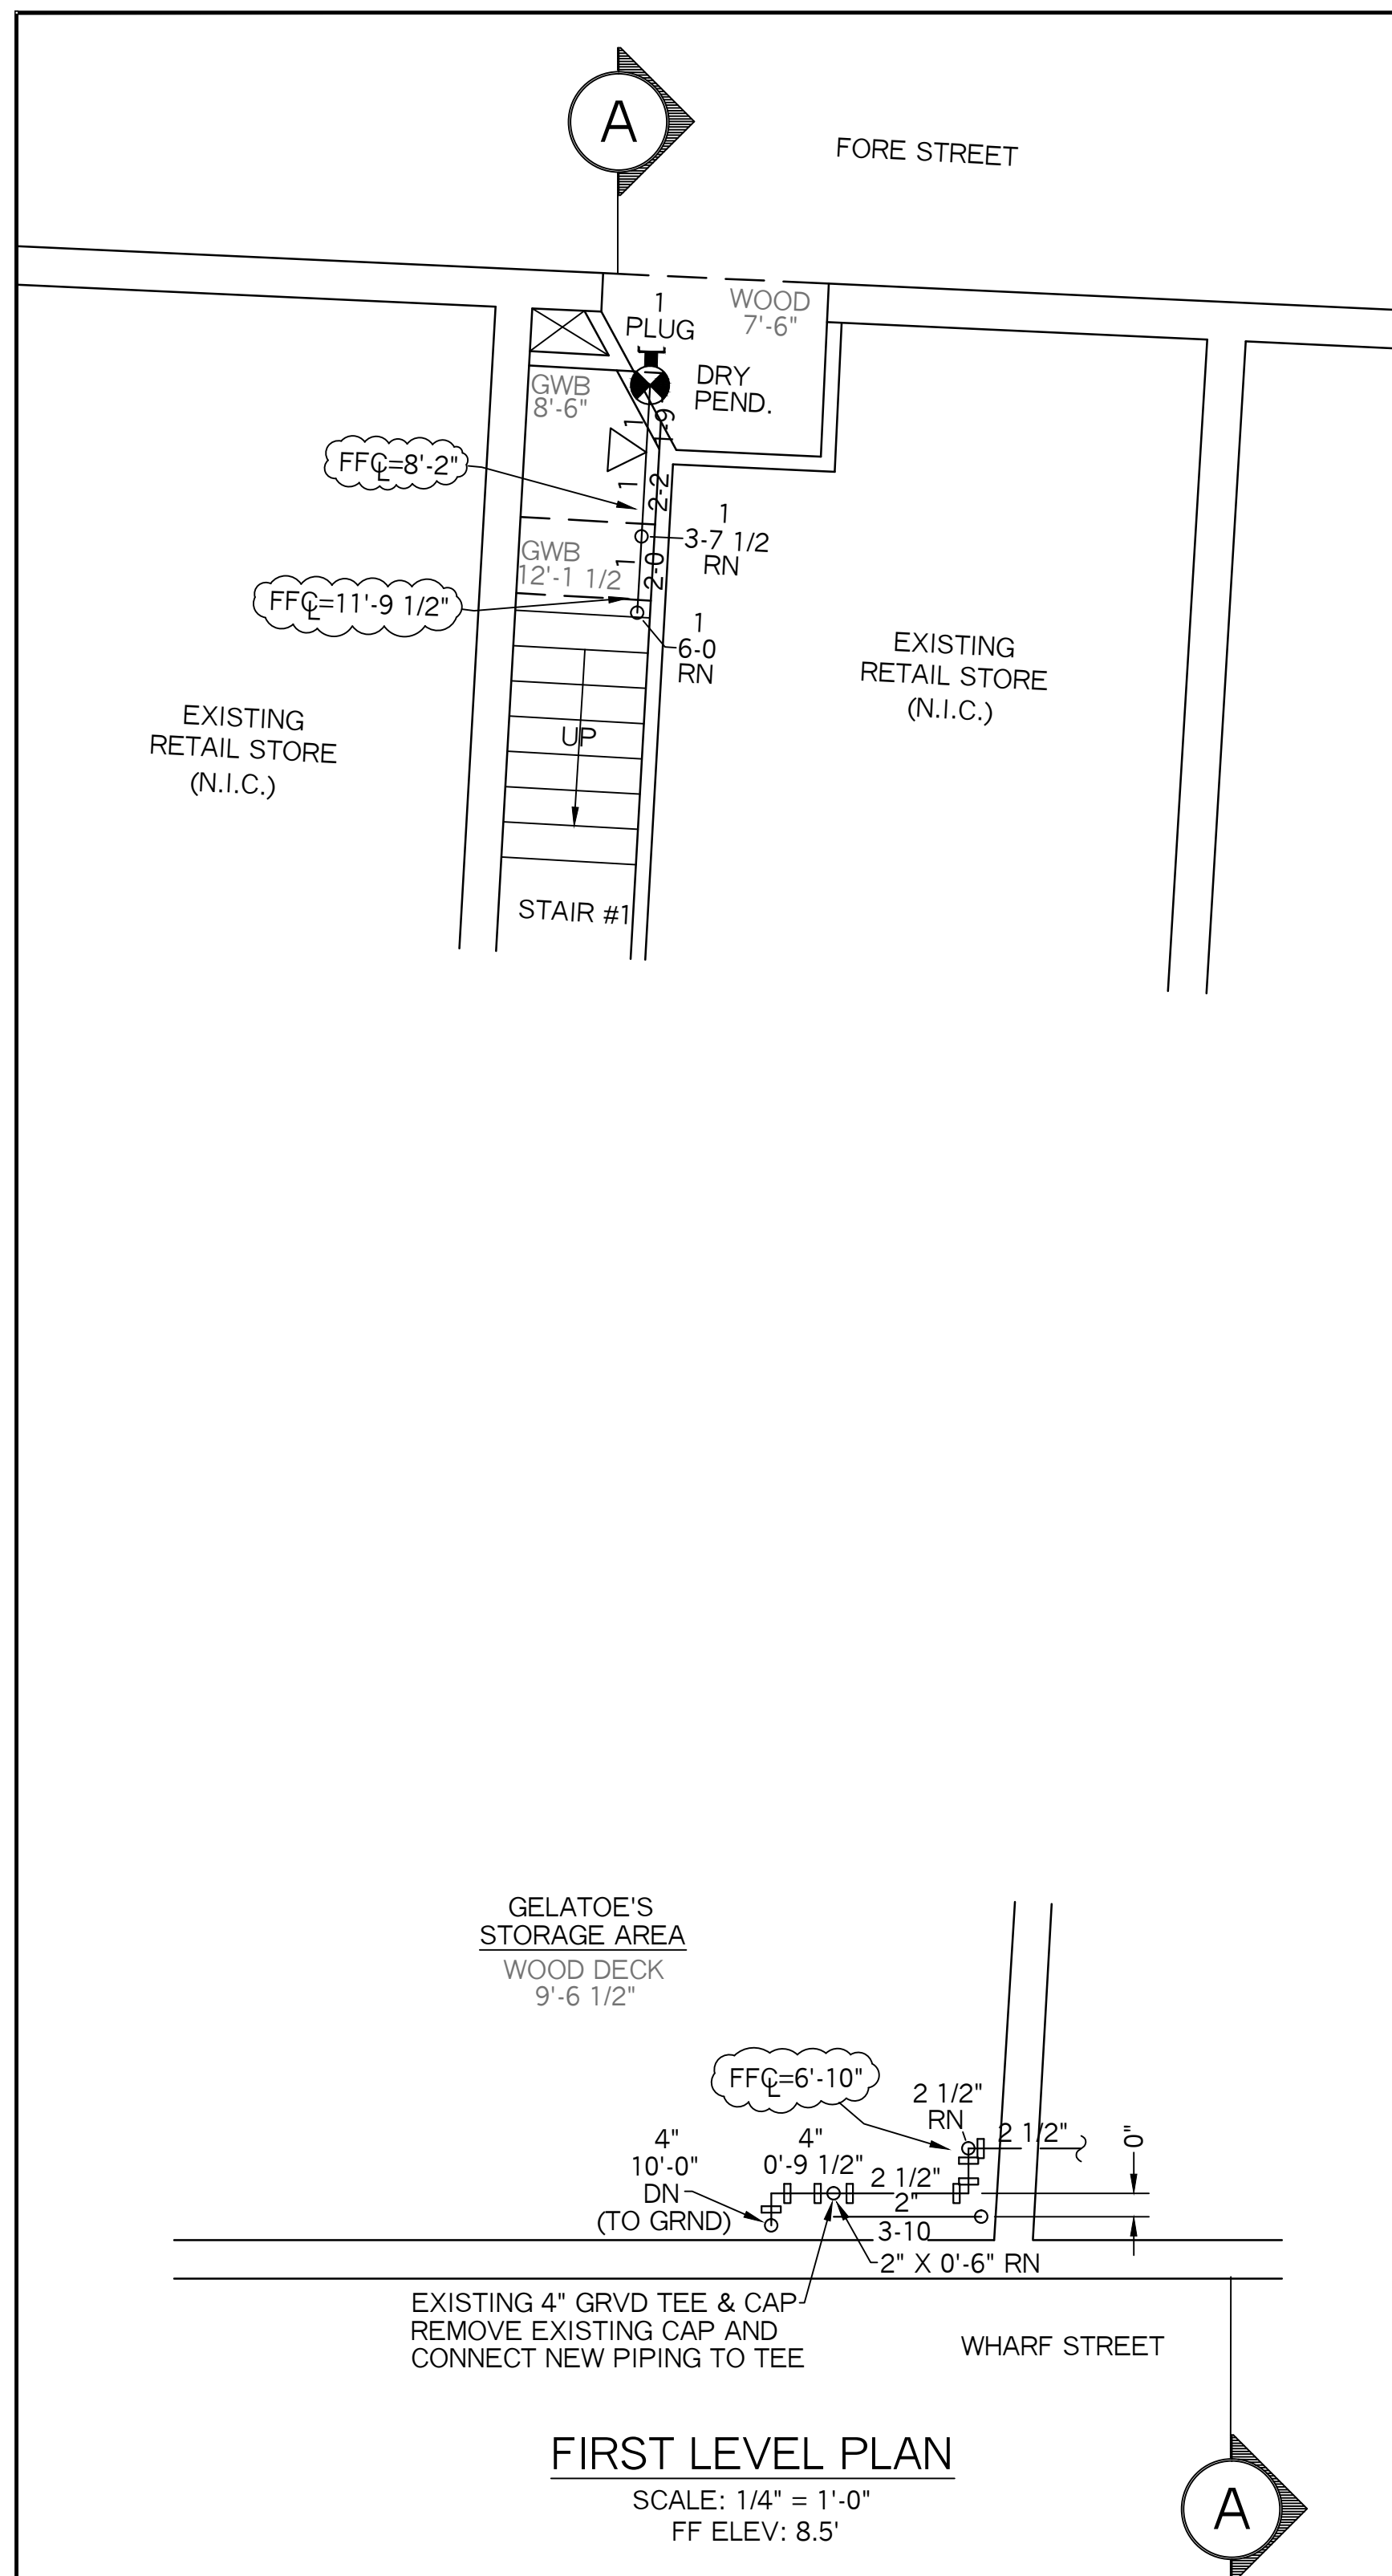 A
FORE STREET
1
PLUG
WOOD
7'-6"
DRY
PEND.
GWB
8'-6"
1
1-9
FF℄=8'-2"
1
2-2
1
3-7 1/2
RN
GWB
12'-1 1/2
1
2-0
FF℄=11'-9 1/2"
1
6-0
RN
EXISTING
RETAIL STORE
(N.I.C.)
EXISTING
RETAIL STORE
(N.I.C.)
UP
STAIR #1
GELATOE'S
STORAGE AREA
WOOD DECK
9'-6 1/2"
FF℄=6'-10"
2 1/2"
RN
2 1/2"
0"
4"
10'-0"
DN
(TO GRND)
4"
0'-9 1/2"
2 1/2"
2"
3-10
2" X 0'-6" RN
EXISTING 4" GRVD TEE & CAP
REMOVE EXISTING CAP AND
CONNECT NEW PIPING TO TEE
WHARF STREET
FIRST LEVEL PLAN
SCALE: 1/4" = 1'-0"
FF ELEV: 8.5'
A